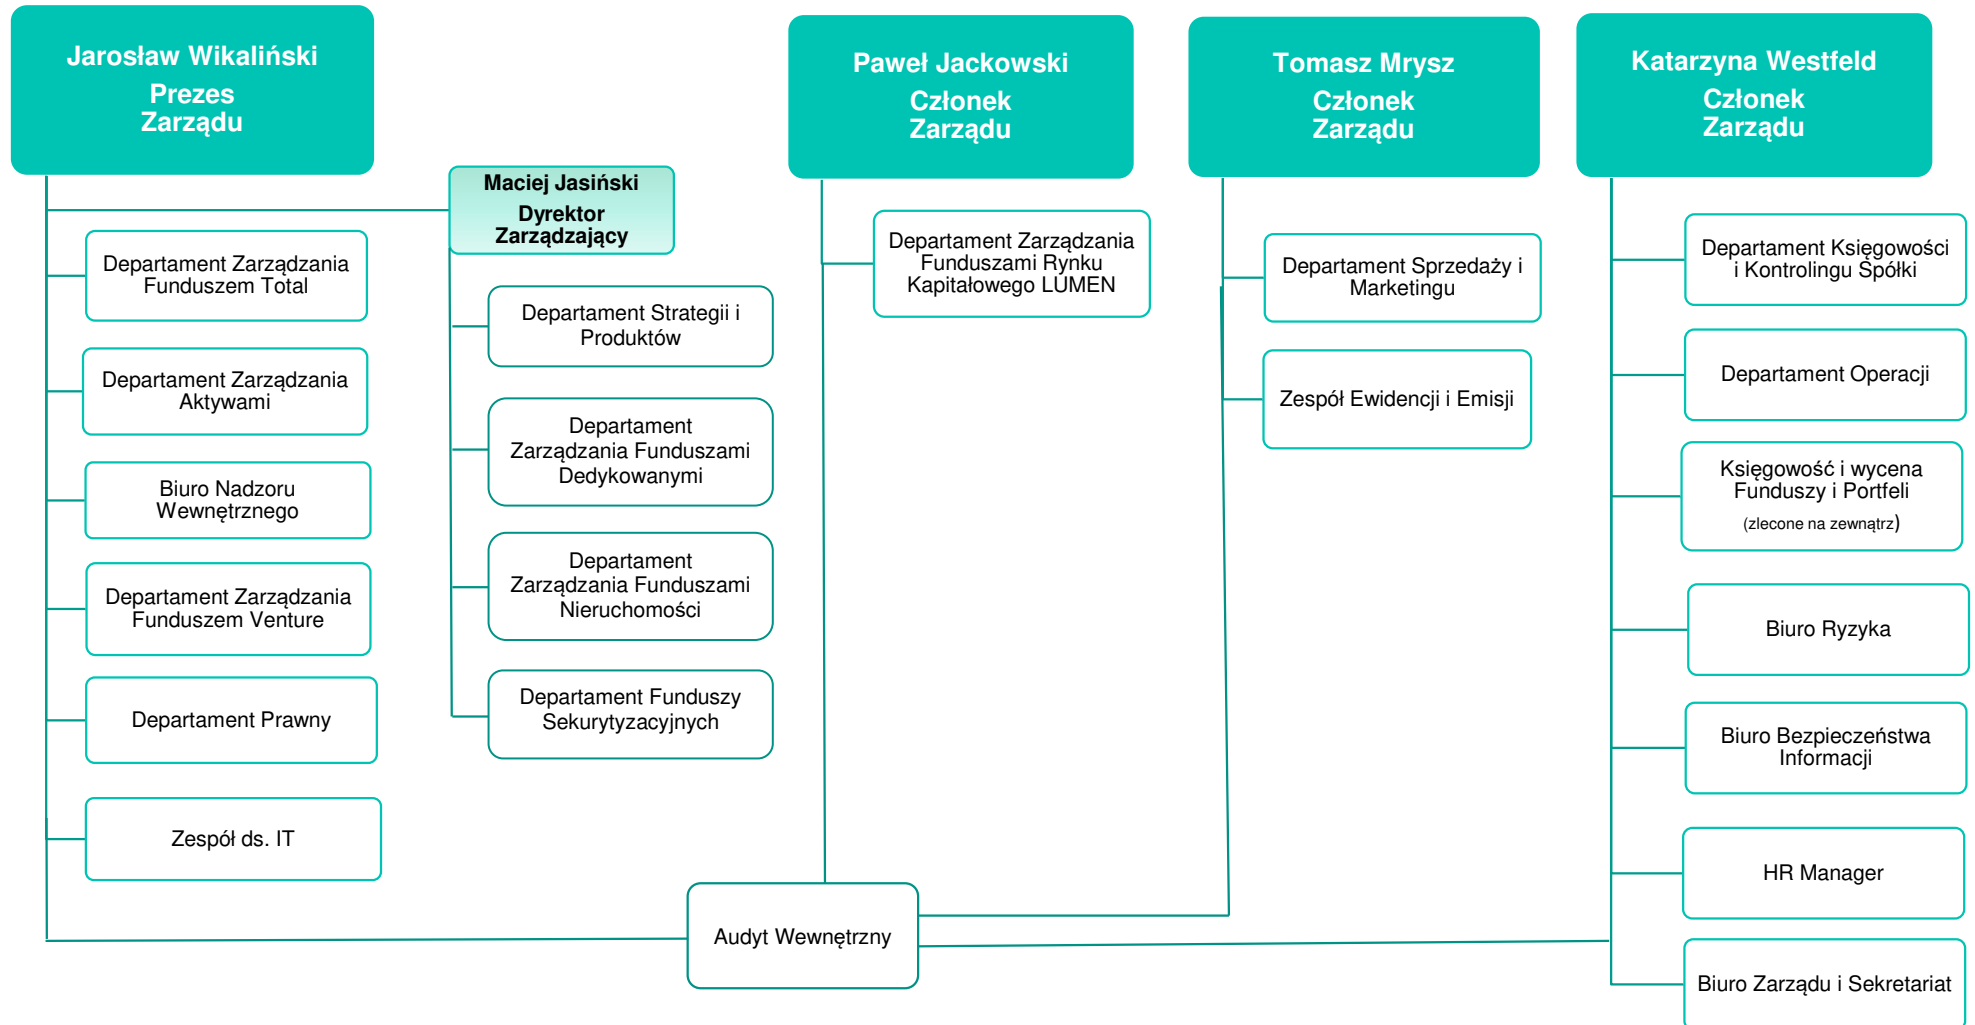 Jarosław Wikaliński
Prezes
Zarządu
Maciej Jasiński
Dyrektor
Zarządzający
Departament Zarządzania
Funduszem Total
Departament Zarządzania
Aktywami
Biuro Nadzoru
Wewnętrznego
Departament Zarządzania
Funduszem Venture
Departament Prawny
Zespół ds. IT
Departament Strategii i
Produktów
Departament
Zarządzania Funduszami
Dedykowanymi
Departament
Zarządzania Funduszami
Nieruchomości
Departament Funduszy
Sekurytyzacyjnych
Paweł Jackowski
Członek
Zarządu
Departament Zarządzania
Funduszami Rynku
Kapitałowego LUMEN
Tomasz Mrysz
Członek
Zarządu
Departament Sprzedaży i
Marketingu
Zespół Ewidencji i Emisji
Katarzyna Westfeld
Członek
Zarządu
Departament Księgowości
i Kontrolingu Spółki
Departament Operacji
Księgowość i wycena
Funduszy i Portfeli
(zlecone na zewnątrz)
Biuro Ryzyka
Biuro Bezpieczeństwa
Informacji
HR Manager
Biuro Zarządu i Sekretariat
Audyt Wewnętrzny